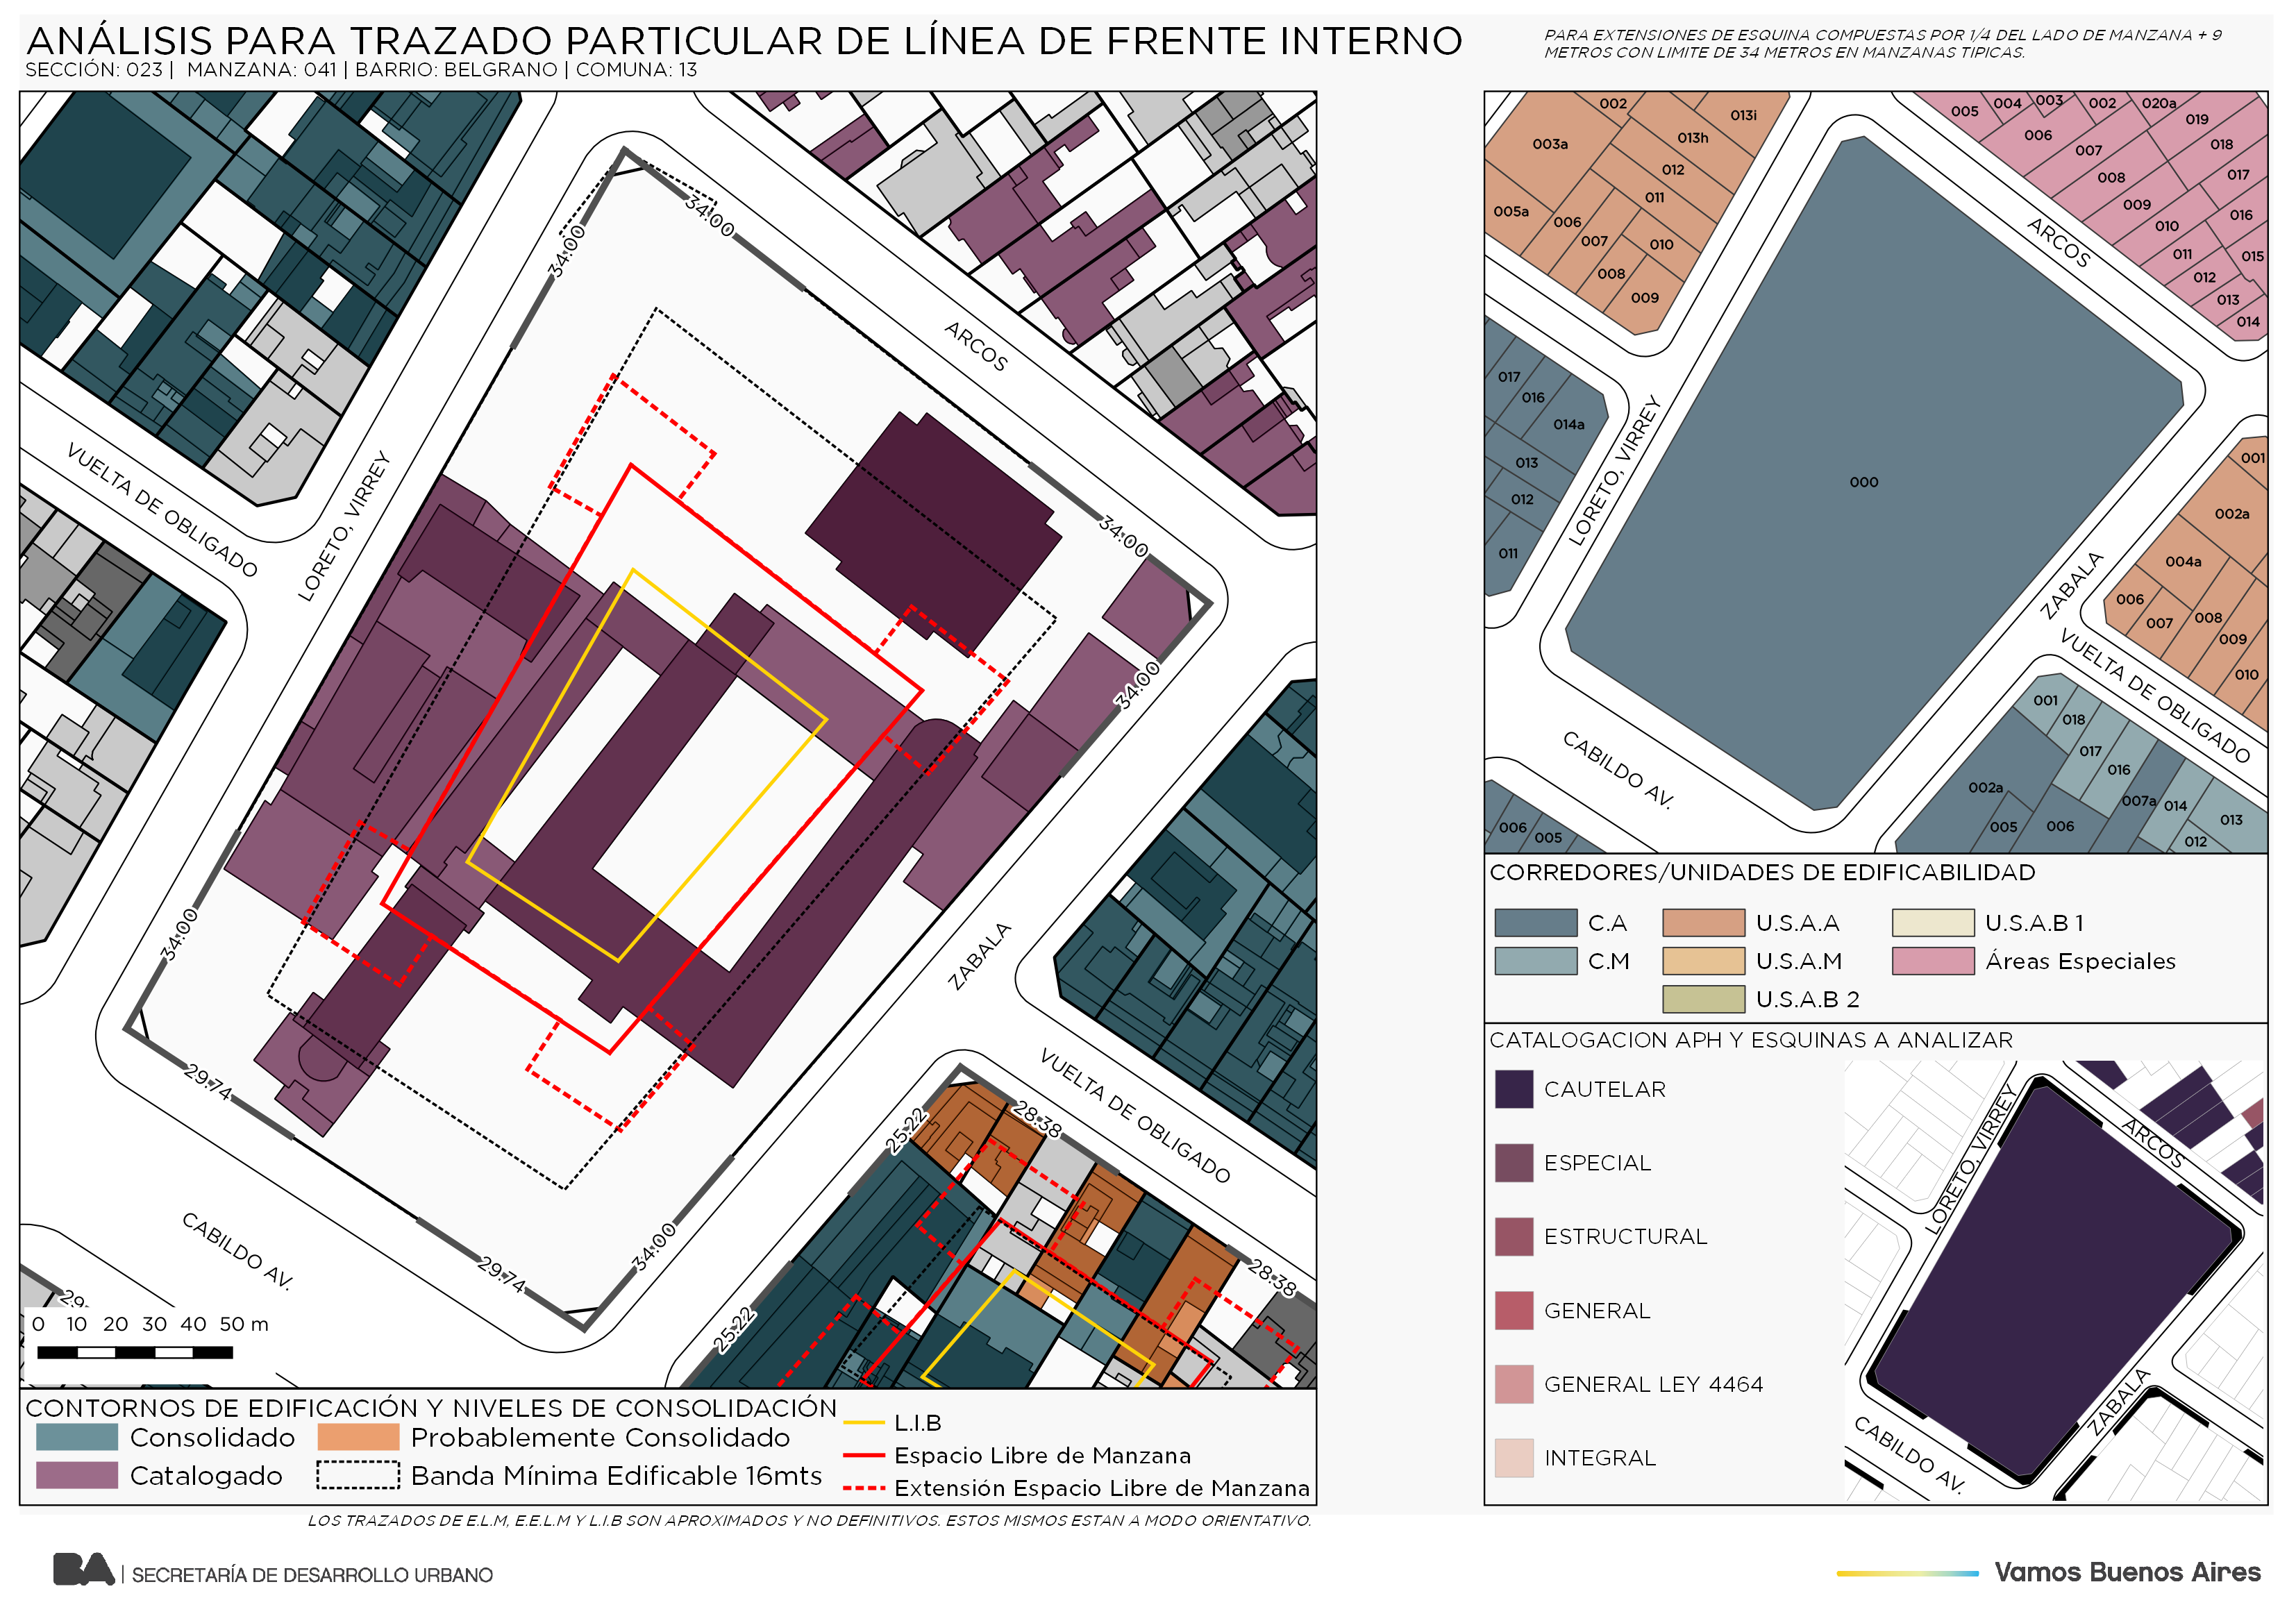 ANÁLISIS PARA TRAZADO PARTICULAR DE LÍNEA DE FRENTE INTERNO
SECCIÓN: 023 | MANZANA: 041 | BARRIO: BELGRANO | COMUNA: 13
PARA EXTENSIONES DE ESQUINA COMPUESTAS POR 1/4 DEL LADO DE MANZANA + 9
METROS CON LIMITE DE 34 METROS EN MANZANAS TIPICAS.
34.00
34.00
ARCOS
VUELTA DE OBLIGADO
LORETO, VIRREY
34.00
34.00
34.00
ZABALA
29.74
VUELTA DE OBLIGADO
25.22
28.38
CABILDO AV.
29.74
34.00
28.38
25.22
29.
0 10 20 30 40 50 m
CONTORNOS DE EDIFICACIÓN Y NIVELES DE CONSOLIDACIÓN
Consolidado
Probablemente Consolidado
Catalogado
Banda Mínima Edificable 16mts
L.I.B
Espacio Libre de Manzana
Extensión Espacio Libre de Manzana
LOS TRAZADOS DE E.L.M, E.E.L.M Y L.I.B SON APROXIMADOS Y NO DEFINITIVOS. ESTOS MISMOS ESTAN A MODO ORIENTATIVO.
002
013i
003a
013h
012
011
005a
006
007
010
008
009
005
004
003
002
020a
019
006
018
007
017
008
009
016
010
015
011
012
013
014
ARCOS
017
016
014a
013
012
011
LORETO, VIRREY
000
001
002a
004a
006
007
008
009
010
ZABALA
VUELTA DE OBLIGADO
CABILDO AV.
001
018
017
016
002a
007a
014
013
005
006
012
006
005
CORREDORES/UNIDADES DE EDIFICABILIDAD
C.A
U.S.A.A
U.S.A.B 1
C.M
U.S.A.M
Áreas Especiales
U.S.A.B 2
CATALOGACION APH Y ESQUINAS A ANALIZAR
CAUTELAR
ESPECIAL
ESTRUCTURAL
GENERAL
GENERAL LEY 4464
INTEGRAL
LORETO, VIRREY
ARCOS
ZABALA
CABILDO AV.
BA | SECRETARÍA DE DESARROLLO URBANO
Vamos Buenos Aires